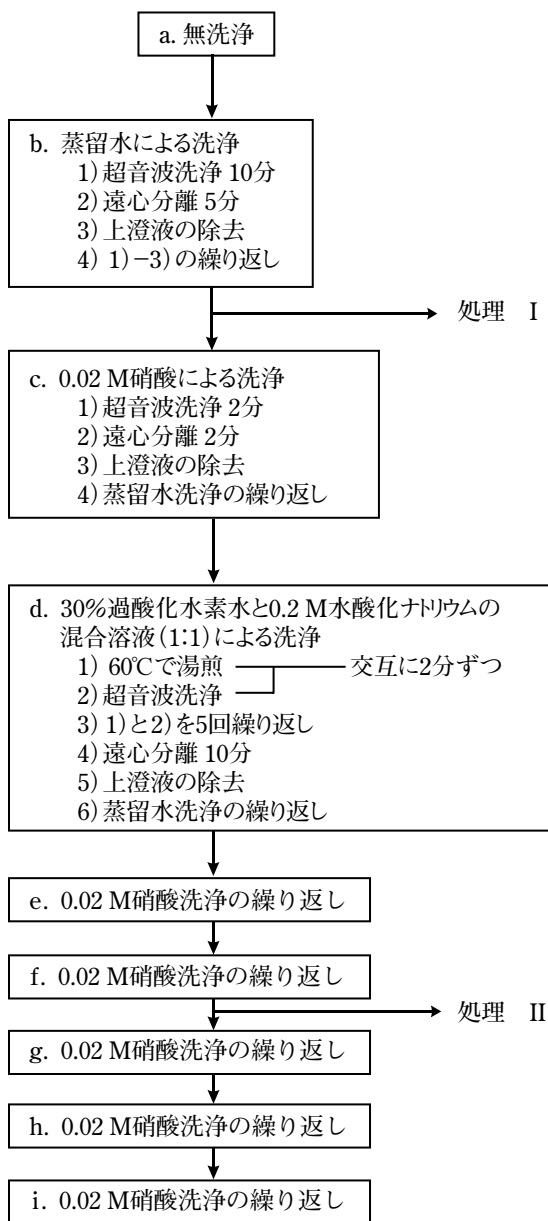 a. 無洗浄
b. 蒸留水による洗浄
1)超音波洗浄 10分
2)遠心分離 5分
3)上澄液の除去
4) 1)−3)の繰り返し
処理 I
c. 0.02 M硝酸による洗浄
1)超音波洗浄 2分
2)遠心分離 2分
3)上澄液の除去
4)蒸留水洗浄の繰り返し
d. 30%過酸化水素水と0.2 M水酸化ナトリウムの
混合溶液(1:1)による洗浄
1) 60℃で湯煎 交互に2分ずつ
2)超音波洗浄
3) 1)と2)を5回繰り返し
4)遠心分離 10分
5)上澄液の除去
6)蒸留水洗浄の繰り返し
e. 0.02 M硝酸洗浄の繰り返し
f. 0.02 M硝酸洗浄の繰り返し
処理 II
g. 0.02 M硝酸洗浄の繰り返し
h. 0.02 M硝酸洗浄の繰り返し
i. 0.02 M硝酸洗浄の繰り返し